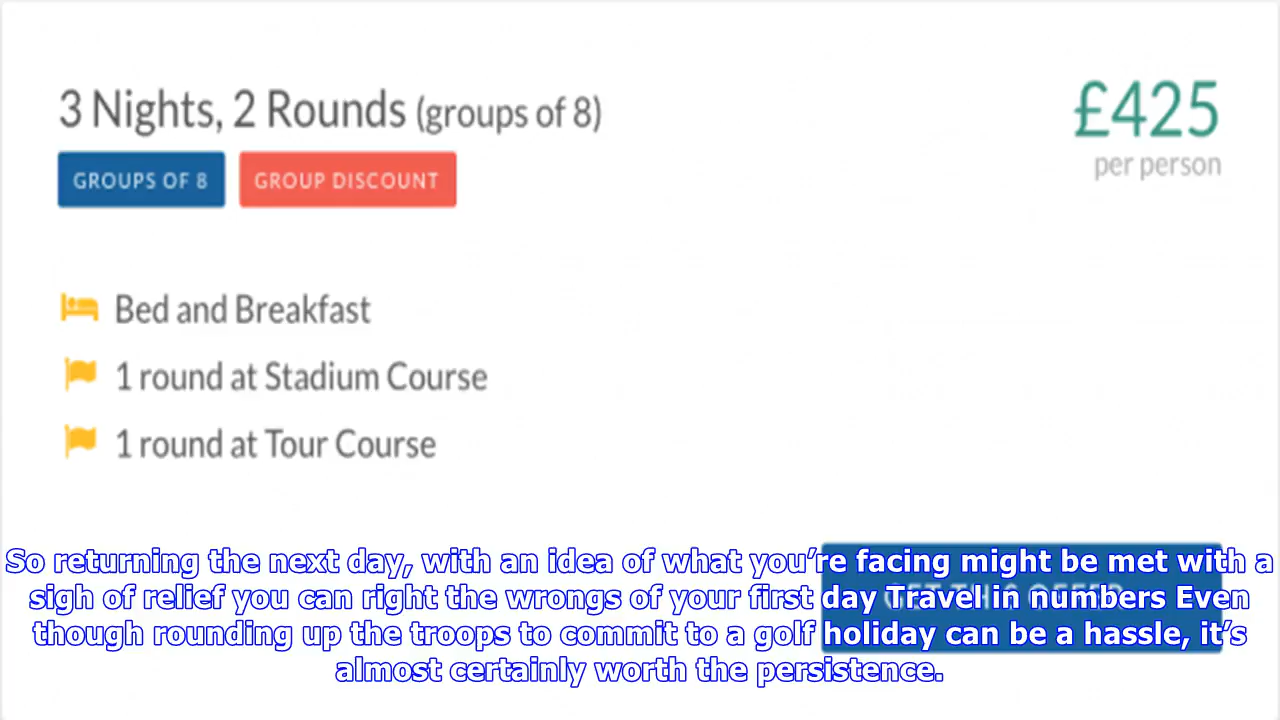 3 Nights, 2 Rounds (groups of 8)
£425
per person
GROUPS OF 8
GROUP DISCOUNT
Bed and Breakfast
1 round at Stadium Course
1 round at Tour Course
So returning the next day, with an idea of what you’re facing might be met with a
sigh of relief you can right the wrongs of your first day Travel in numbers Even
though rounding up the troops to commit to a golf holiday can be a hassle, it’s
almost certainly worth the persistence.